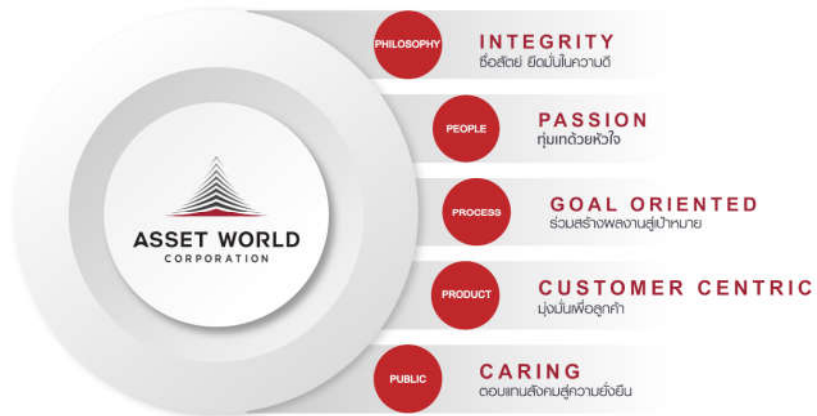 PHILOSOPHY
INTEGRITY
ซื่อสัตย์ ยึดมั่นในความดี
PEOPLE
PASSION
ทุ่มเทด้วยหัวใจ
PROCESS
GOAL ORIENTED
ร่วมสร้างผลงานสู่เป้าหมาย
PRODUCT
CUSTOMER CENTRIC
มุ่งมั่นเพื่อลูกค้า
PUBLIC
CARING
ตอบแทนสังคมสู่ความยั่งยืน
ASSET WORLD
CORPORATION